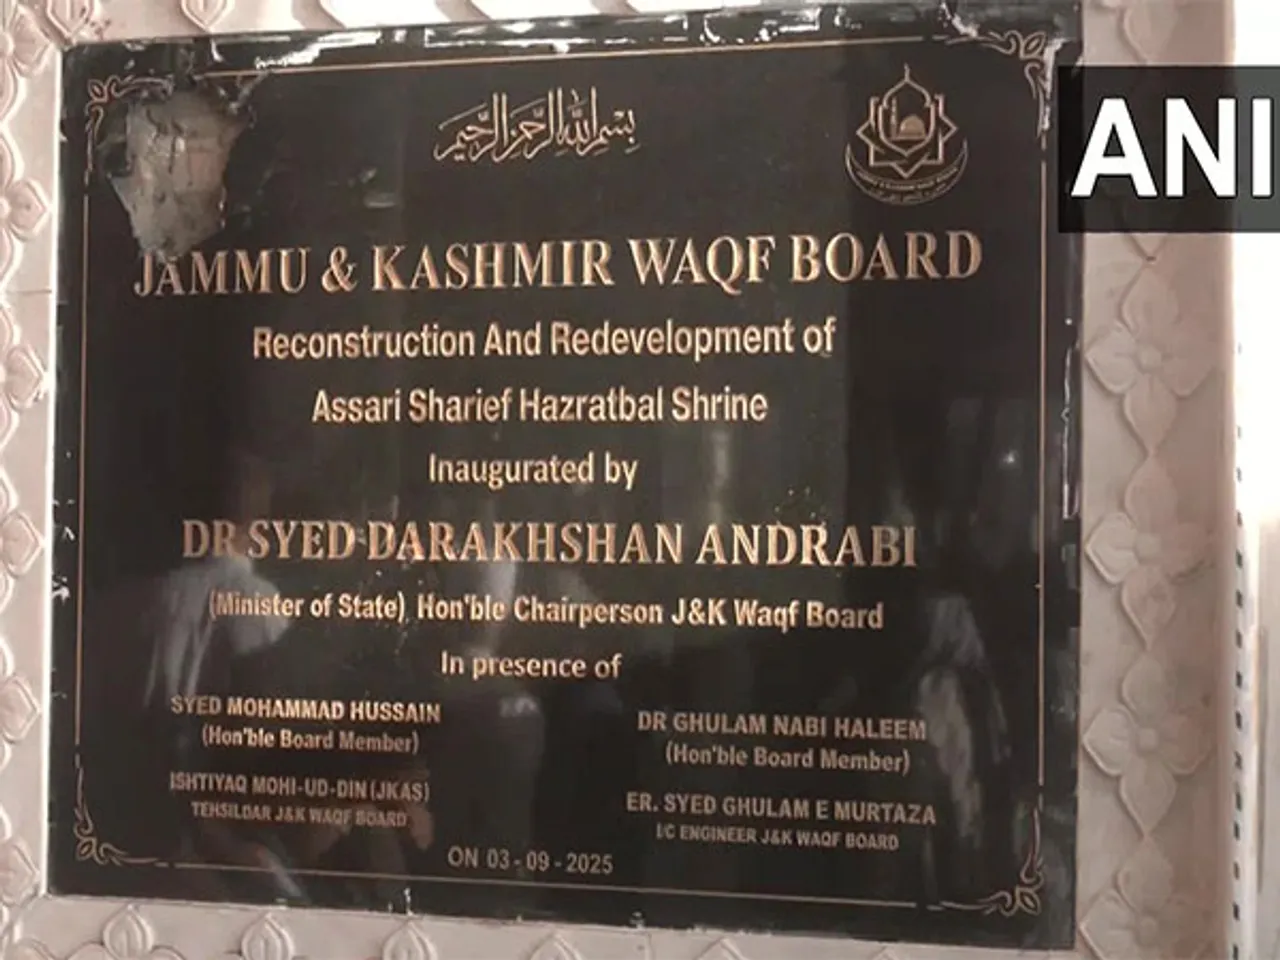 ANI
بسم الله الرحمن الرحيم
JAMMU & KASHMIR WAQF BOARD
Reconstruction And Redevelopment of
Assari Sharief Hazratbal Shrine
Inaugurated by
DR SYED DARAKHSHAN ANDRABI
(Minister of State), Hon'ble Chairperson J&K Waqf Board
In presence of
SYED MOHAMMAD HUSSAIN
(Hon'ble Board Member)
ISHTIYAQ MOHI-UD-DIN (JKAS)
TEHSILDAR J&K WAQF BOARD
DR GHULAM NABI HALEEM
(Hon'ble Board Member)
ER. SYED GHULAM E MURTAZA
I/C ENGINEER J&K WAQF BOARD
ON 03-09-2025